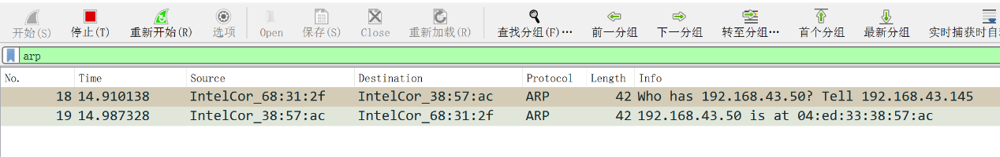 开始(S) 停止(T) 重新开始(R) 选项 Open 保存(S) Close 重新加载(R) 查找分组(F)… 前一分组 下一分组 转至分组… 首个分组 最新分组 实时捕获时自
arp
No. Time Source Destination Protocol Length Info
18 14.910138 IntelCor_68:31:2f IntelCor_38:57:ac ARP 42 Who has 192.168.43.50? Tell 192.168.43.145
19 14.987328 IntelCor_38:57:ac IntelCor_68:31:2f ARP 42 192.168.43.50 is at 04:ed:33:38:57:ac